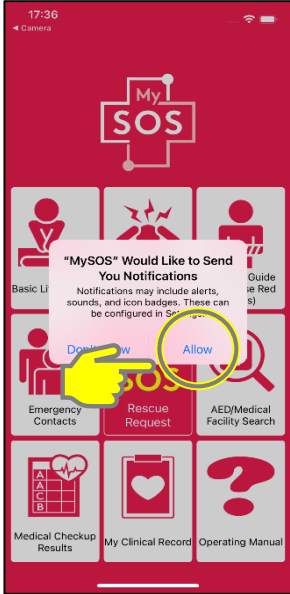 17:36
◀ Camera
My
SOS
Basic
Guide
Red
“MySOS” Would Like to Send
You Notifications
Notifications may include alerts,
sounds, and icon badges. These can
be configured in
Allow
SOS
Emergency
Contacts
Rescue
Request
AED/Medical
Facility Search
A
A
C
B
Medical Checkup
Results
My Clinical Record
Operating Manual